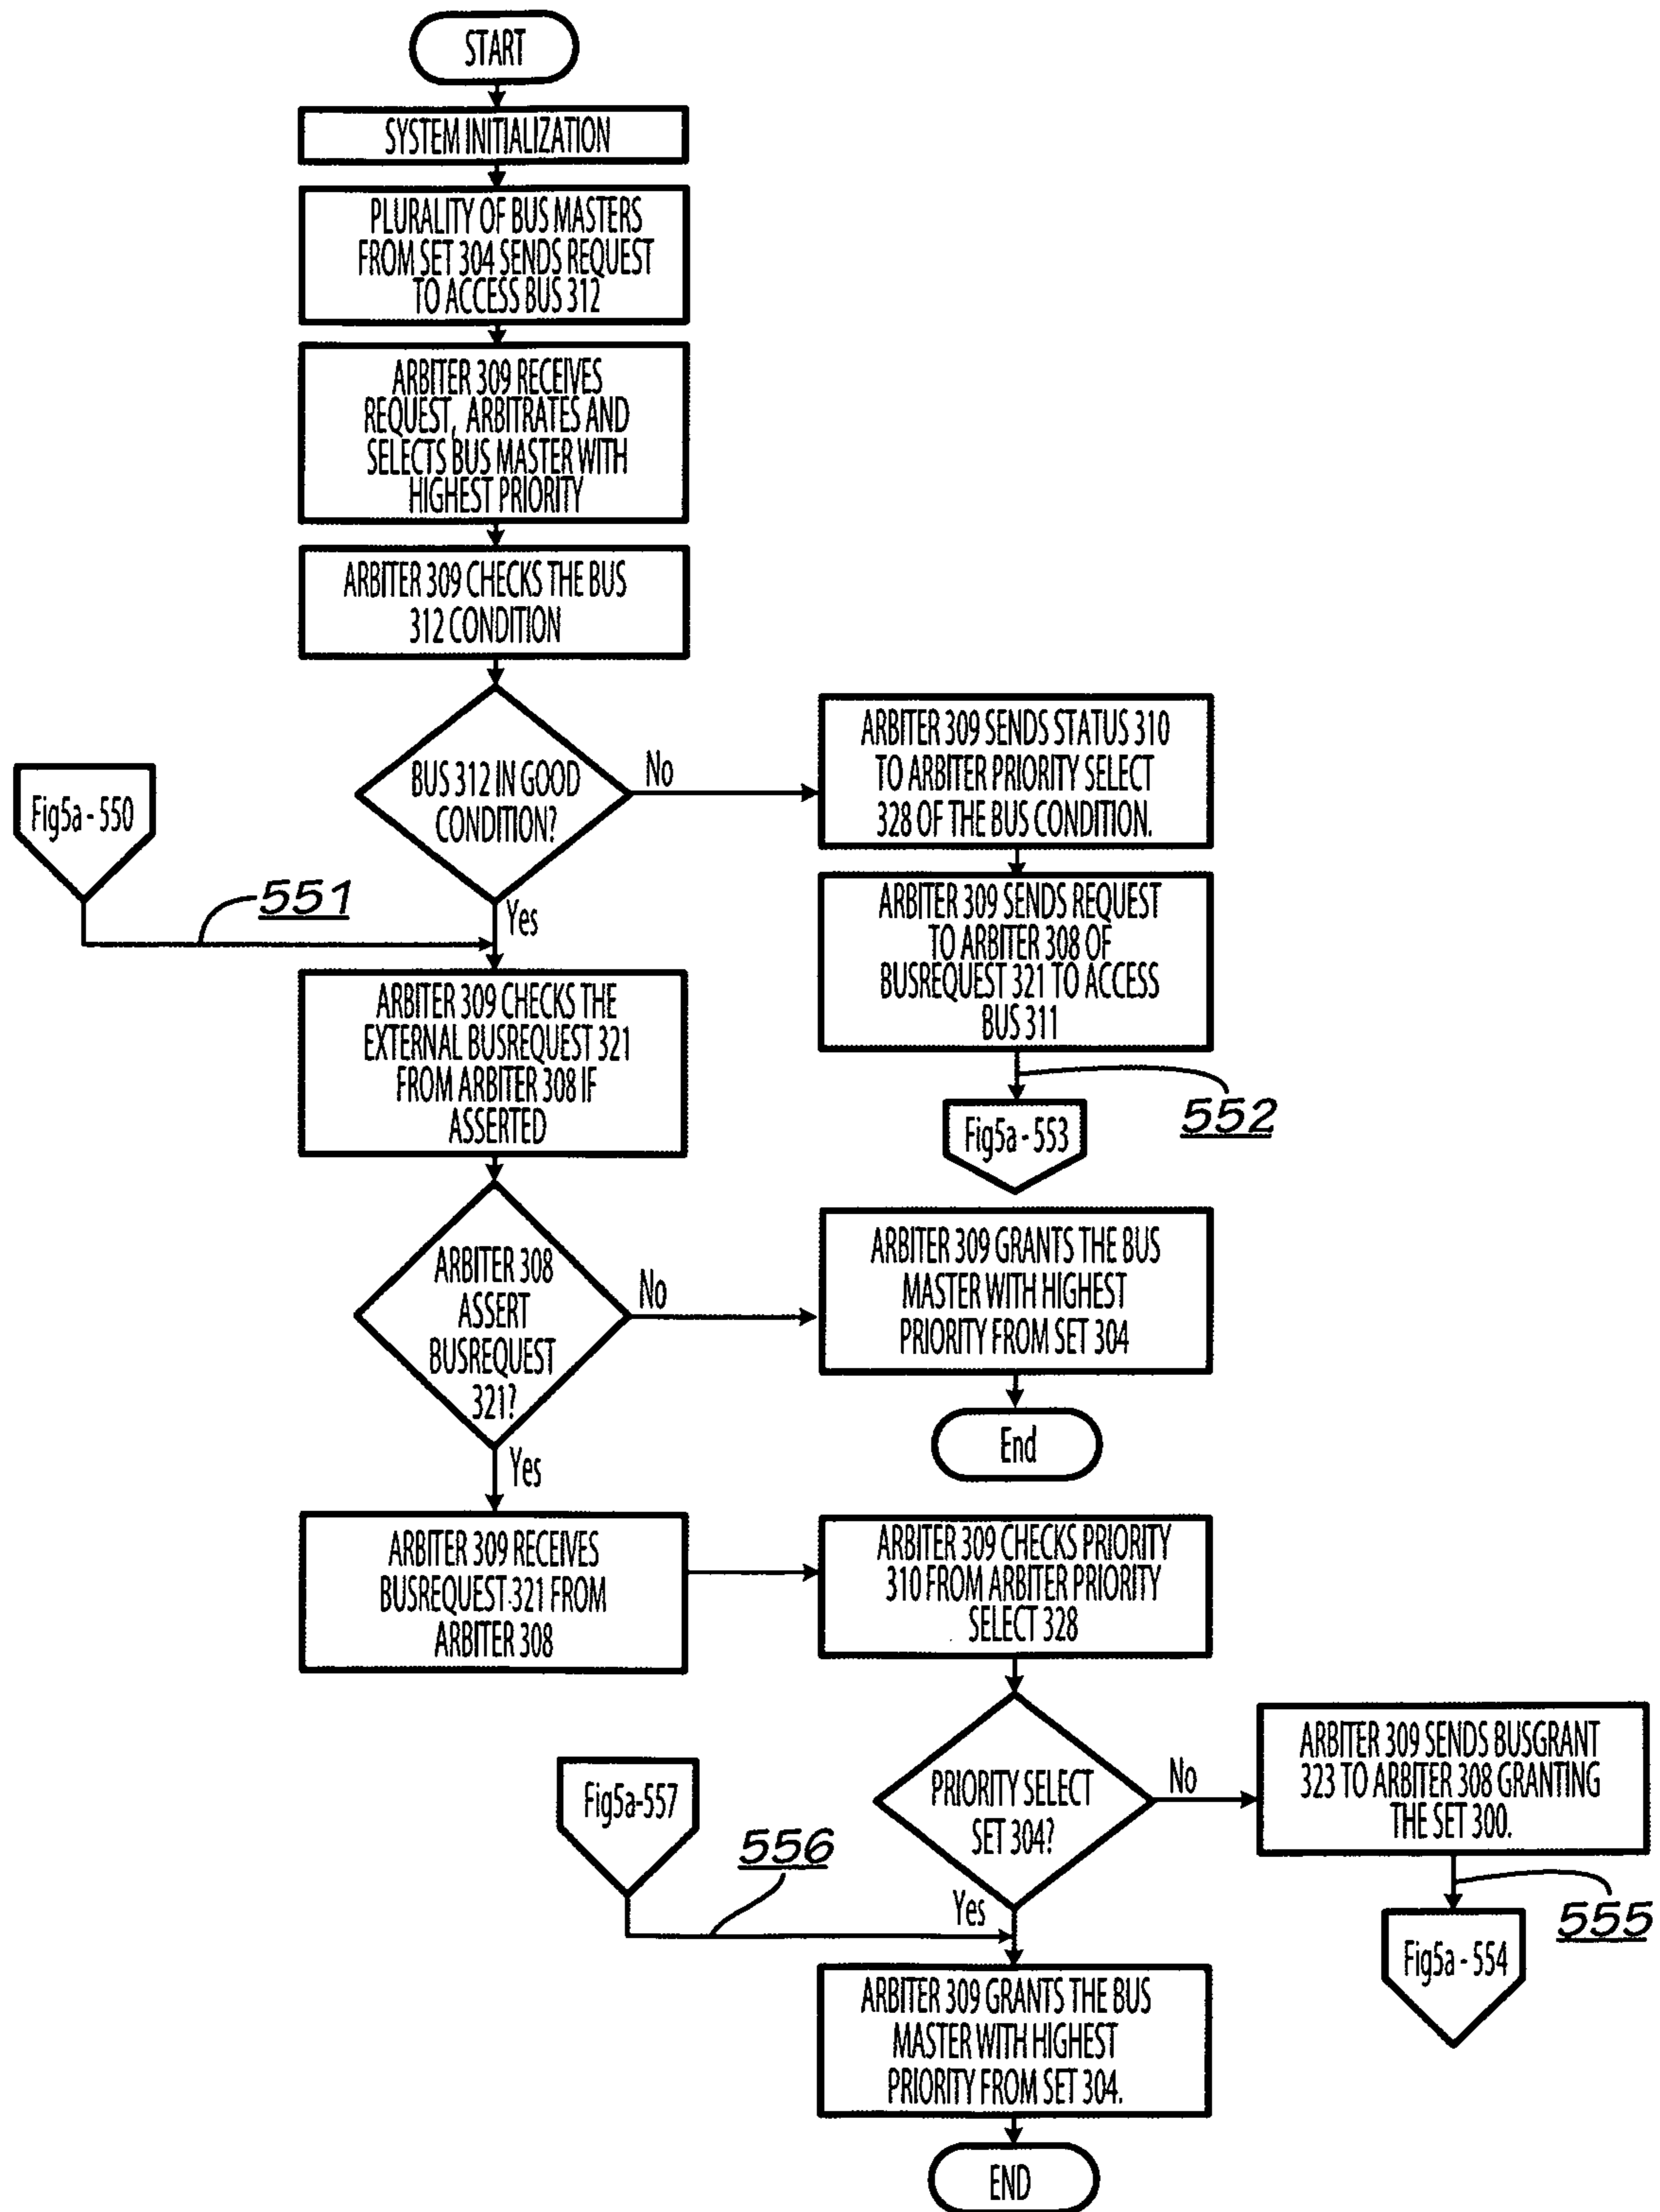 START
SYSTEM INITIALIZATION
PLURALITY OF BUS MASTERS
FROM SET 304 SENDS REQUEST
TO ACCESS BUS 312
ARBITER 309 RECEIVES
REQUEST, ARBITRATES AND
SELECTS BUS MASTER WITH
HIGHEST PRIORITY
ARBITER 309 CHECKS THE BUS
312 CONDITION
BUS 312 IN GOOD
CONDITION?
No
ARBITER 309 SENDS STATUS 310
TO ARBITER PRIORITY SELECT
328 OF THE BUS CONDITION.
Fig5a - 550
551
Yes
ARBITER 309 SENDS REQUEST
TO ARBITER 308 OF
BUSREQUEST 321 TO ACCESS
BUS 311
552
Fig5a - 553
ARBITER 309 CHECKS THE
EXTERNAL BUSREQUEST 321
FROM ARBITER 308 IF
ASSERTED
ARBITER 308
ASSERT
BUSREQUEST
321?
No
ARBITER 309 GRANTS THE BUS
MASTER WITH HIGHEST
PRIORITY FROM SET 304
End
Yes
ARBITER 309 RECEIVES
BUSREQUEST 321 FROM
ARBITER 308
ARBITER 309 CHECKS PRIORITY
310 FROM ARBITER PRIORITY
SELECT 328
PRIORITY SELECT
SET 304?
No
ARBITER 309 SENDS BUSGRANT
323 TO ARBITER 308 GRANTING
THE SET 300.
555
Fig5a - 554
Fig5a-557
556
Yes
ARBITER 309 GRANTS THE BUS
MASTER WITH HIGHEST
PRIORITY FROM SET 304.
END